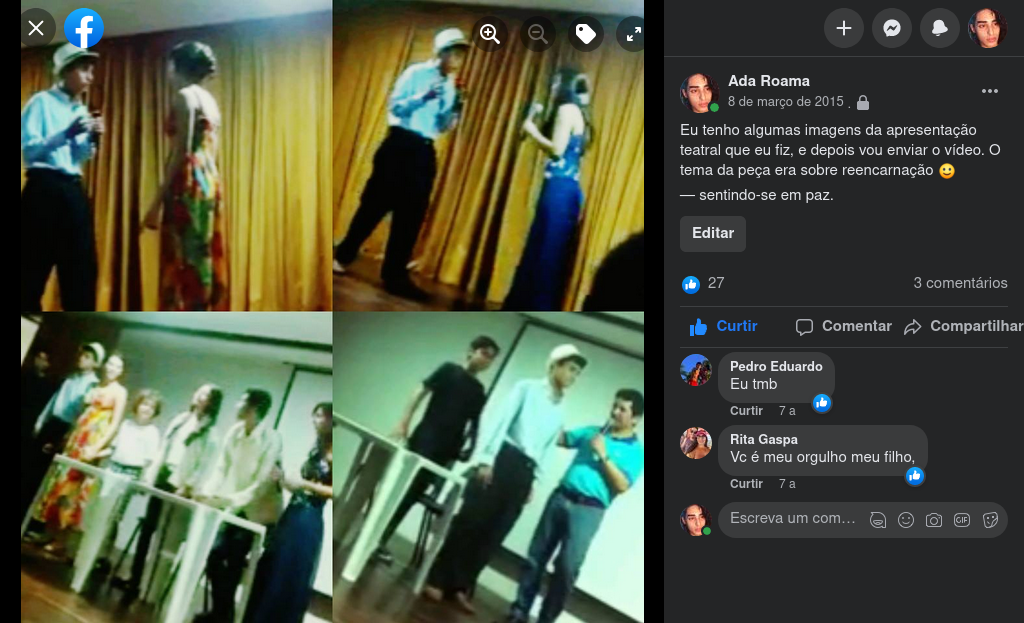 Ada Roama
8 de março de 2015 .
Eu tenho algumas imagens da apresentação
teatral que eu fiz, e depois vou enviar o vídeo. O
tema da peça era sobre reencarnação 😃
— sentindo-se em paz.
Editar
27
3 comentários
Curtir
Comentar
Compartilhar
Pedro Eduardo
Eu tmb
Curtir 7 a
Rita Gaspa
Vc é meu orgulho meu filho,
Curtir 7 a
Escreva um com...
GIF